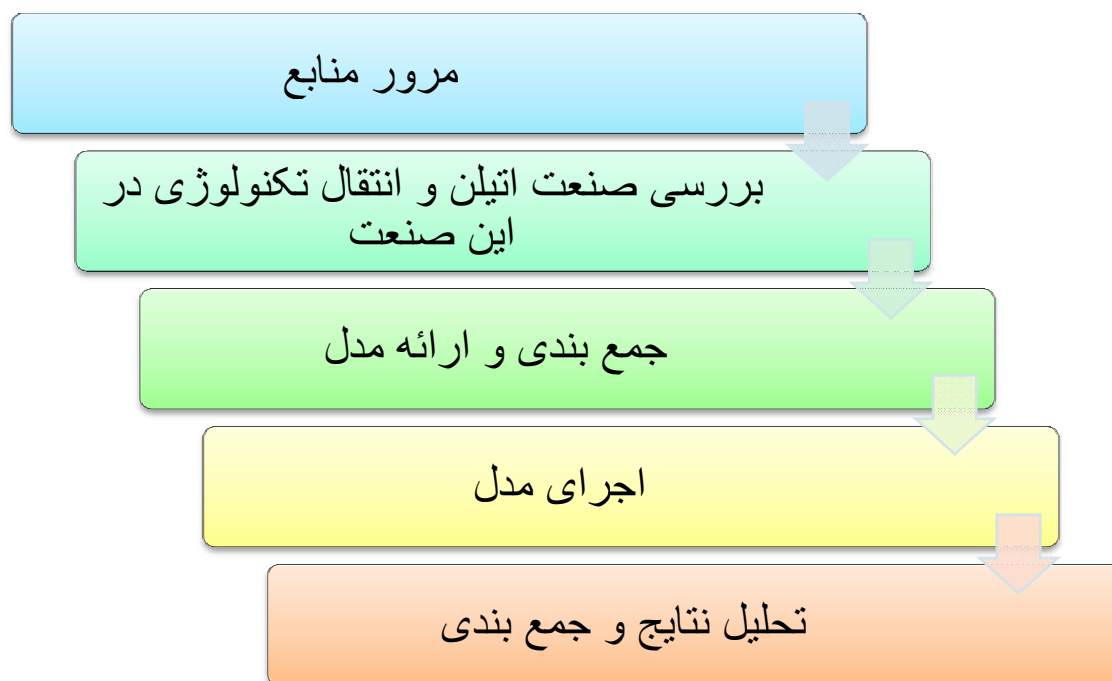 مرور منابع
بررسی صنعت اتیلن و انتقال تکنولوژی در
این صنعت
جمع بندی و ارائه مدل
اجرای مدل
تحلیل نتایج و جمع بندی